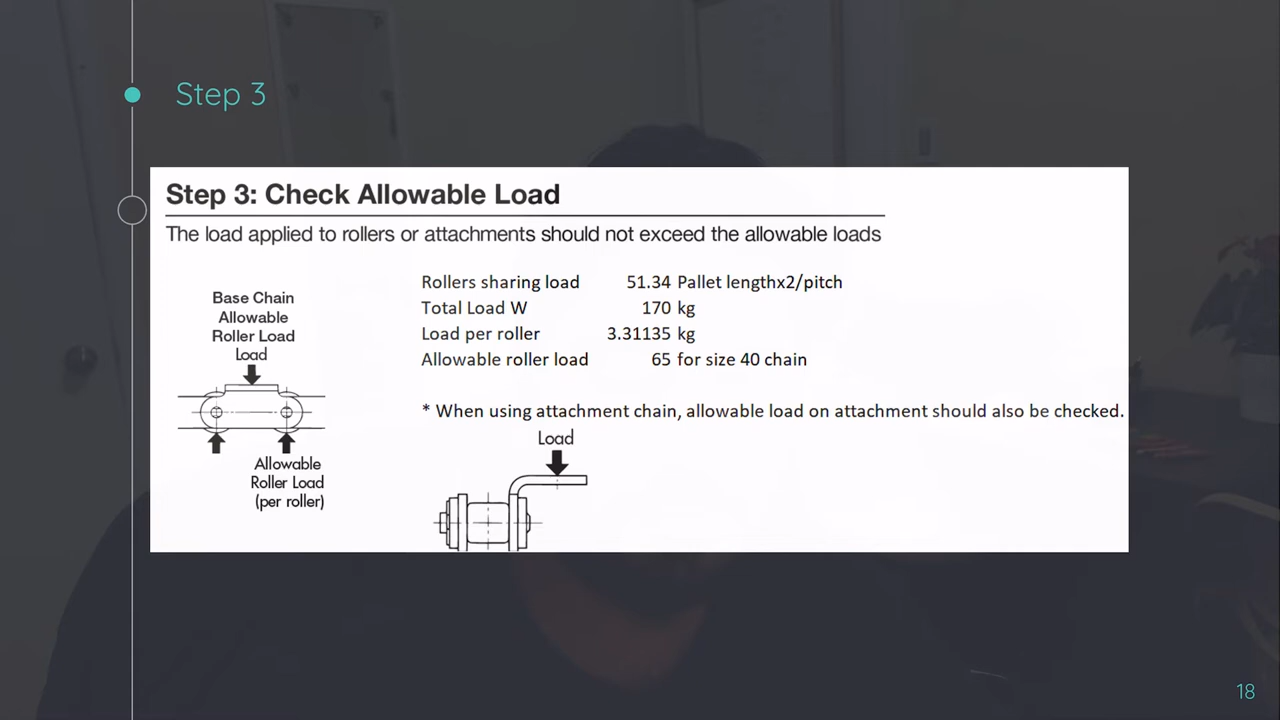 Step 3
Step 3: Check Allowable Load
The load applied to rollers or attachments should not exceed the allowable loads
Base Chain
Allowable
Roller Load
Load
Allowable
Roller Load
(per roller)
Rollers sharing load 51.34 Pallet lengthx2/pitch
Total Load W 170 kg
Load per roller 3.31135 kg
Allowable roller load 65 for size 40 chain
* When using attachment chain, allowable load on attachment should also be checked.
Load
18